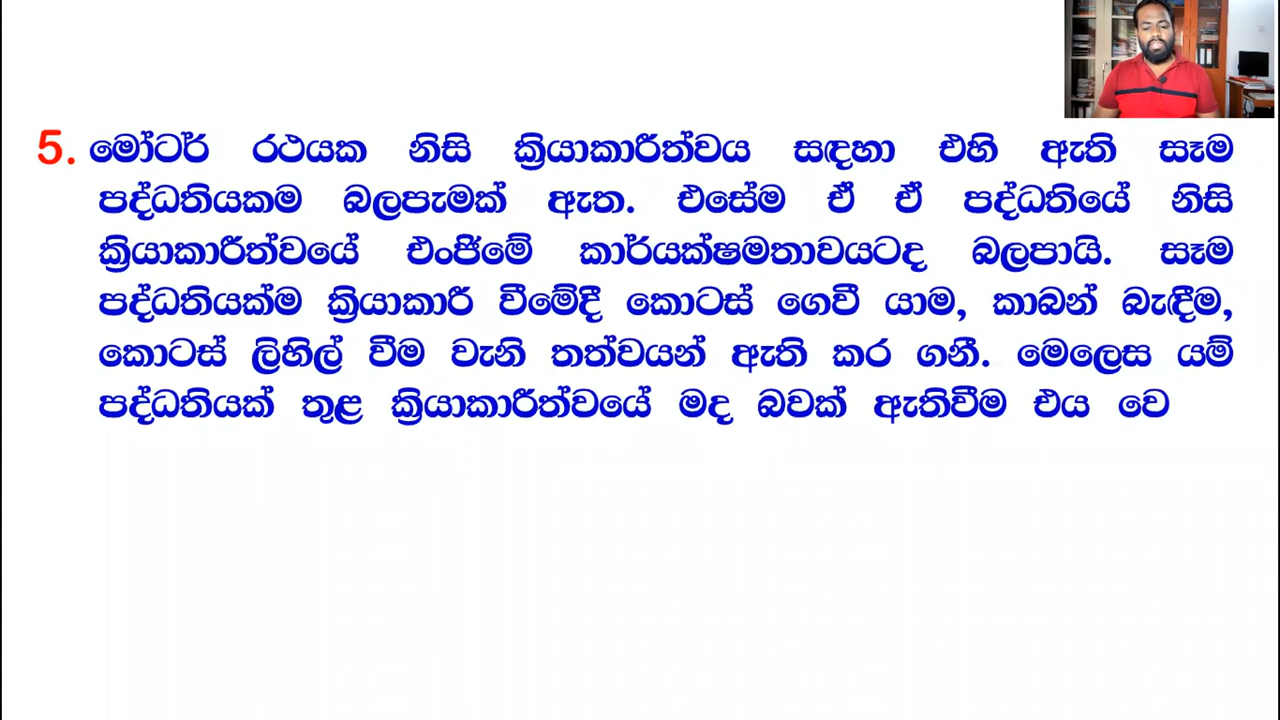 5. මෝටර් රථයක නිසි ක්‍රියාකාරීත්වය සඳහා එහි ඇති සෑම
පද්ධතියකම බලපෑමක් ඇත. එසේම ඒ ඒ පද්ධතියේ නිසි
ක්‍රියාකාරීත්වයේ එංජිමේ කාර්යක්ෂමතාවයටද බලපායි. සෑම
පද්ධතියක්ම ක්‍රියාකාරී වීමේදී කොටස් ගෙවී යාම, කාබන් බැඳීම,
කොටස් ලිහිල් වීම වැනි තත්වයන් ඇති කර ගනී. මෙලෙස යම්
පද්ධතියක් තුළ ක්‍රියාකාරීත්වයේ මද බවක් ඇතිවීම එය වෙ